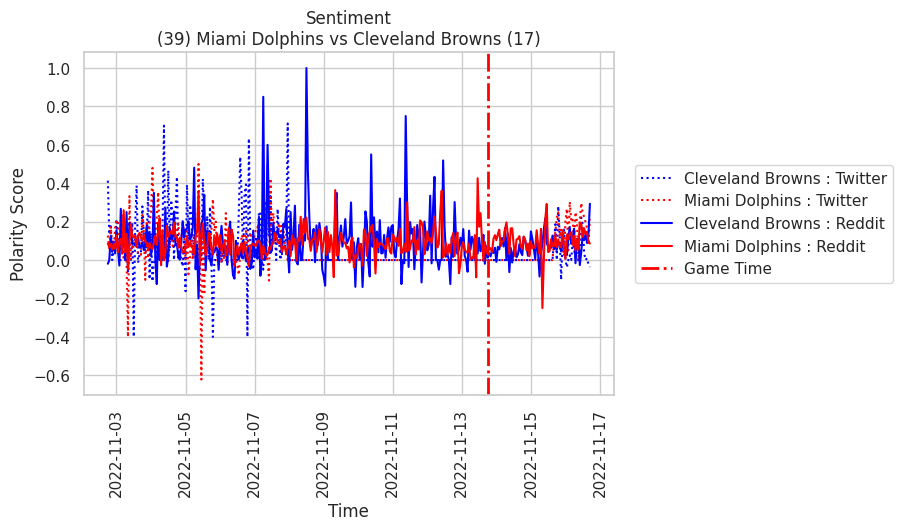 Sentiment
(39) Miami Dolphins vs Cleveland Browns (17)
Polarity Score
1.0
0.8
0.6
0.4
0.2
0.0
−0.2
−0.4
−0.6
2022-11-03
2022-11-05
2022-11-07
2022-11-09
2022-11-11
2022-11-13
2022-11-15
2022-11-17
Time
Cleveland Browns : Twitter
Miami Dolphins : Twitter
Cleveland Browns : Reddit
Miami Dolphins : Reddit
Game Time